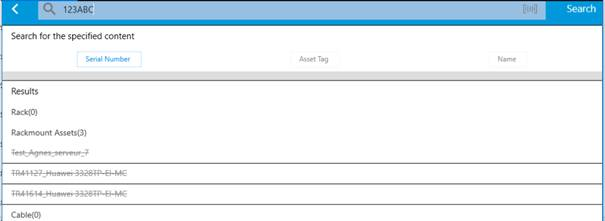 123ABC Search
Search for the specified content
Serial Number Asset Tag Name
Results
Rack(0)
Rackmount Assets(3)
Test_Agnes_serveur_7
TR41127_Huawei 3328TP-EI-MC
TR41614_Huawei 3328TP-EI-MC
Cable(0)